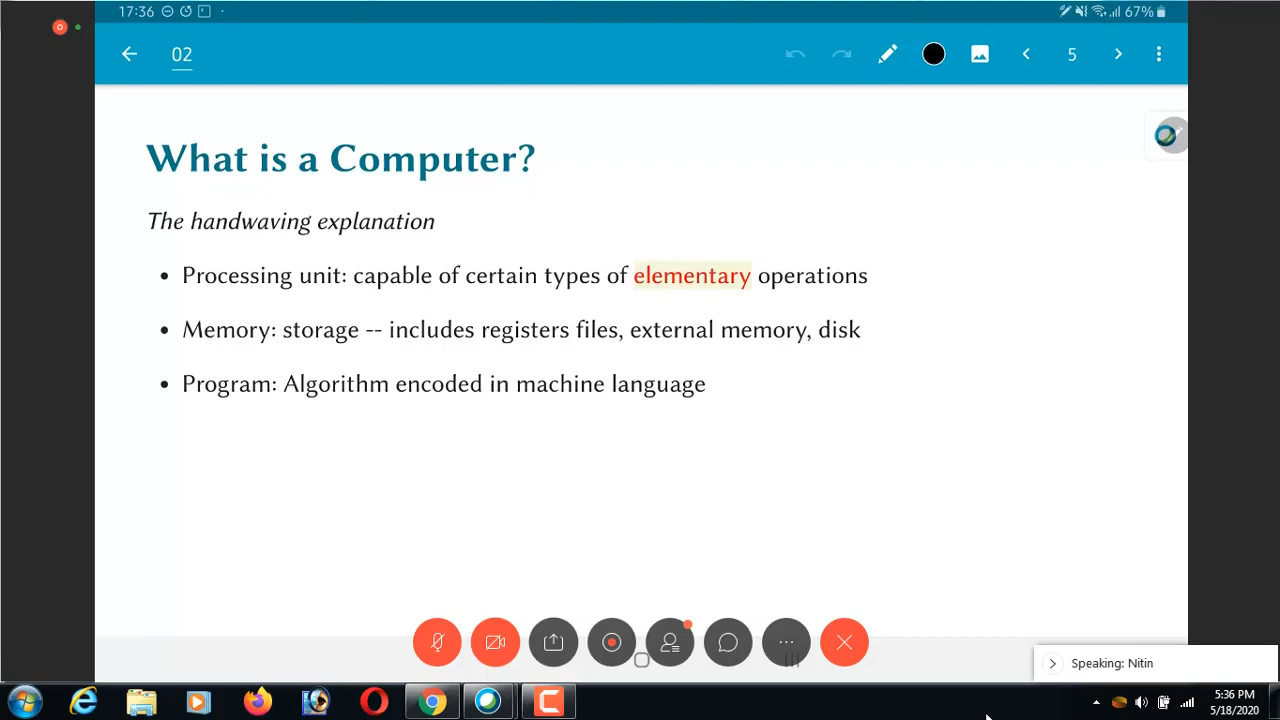 17:36
67%
02
5
What is a Computer?
The handwaving explanation
• Processing unit: capable of certain types of elementary operations
• Memory: storage -- includes registers files, external memory, disk
• Program: Algorithm encoded in machine language
Speaking: Nitin
5:36 PM
5/18/2020